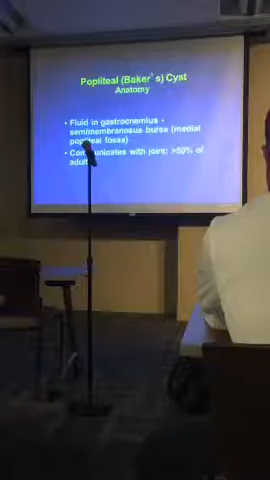 Popliteal (Baker's) Cyst
Anatomy
• Fluid in gastrocnemius -
semimembranosus bursa (medial
popliteal fossa)
• Communicates with joint: >50% of
adults